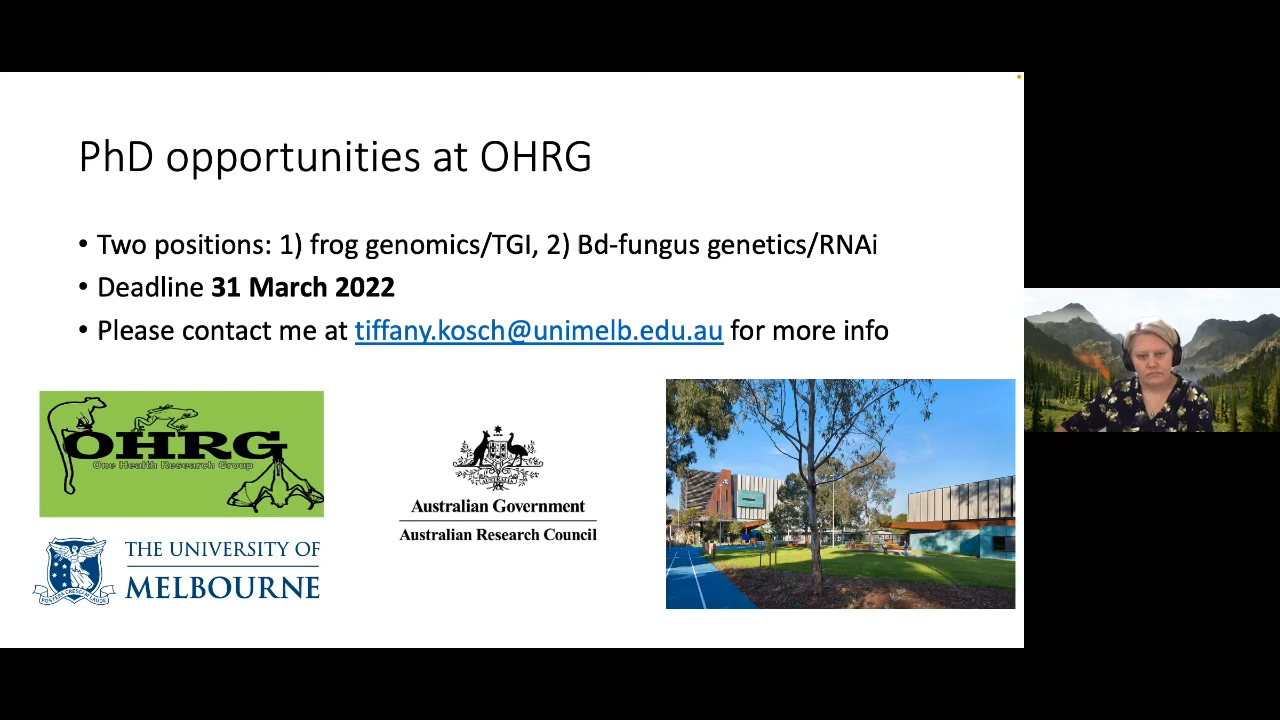 PhD opportunities at OHRG
• Two positions: 1) frog genomics/TGI, 2) Bd-fungus genetics/RNAi
• Deadline 31 March 2022
• Please contact me at tiffany.kosch@unimelb.edu.au for more info
OHRG
One Health Research Group
Australian Government
Australian Research Council
THE UNIVERSITY OF
MELBOURNE